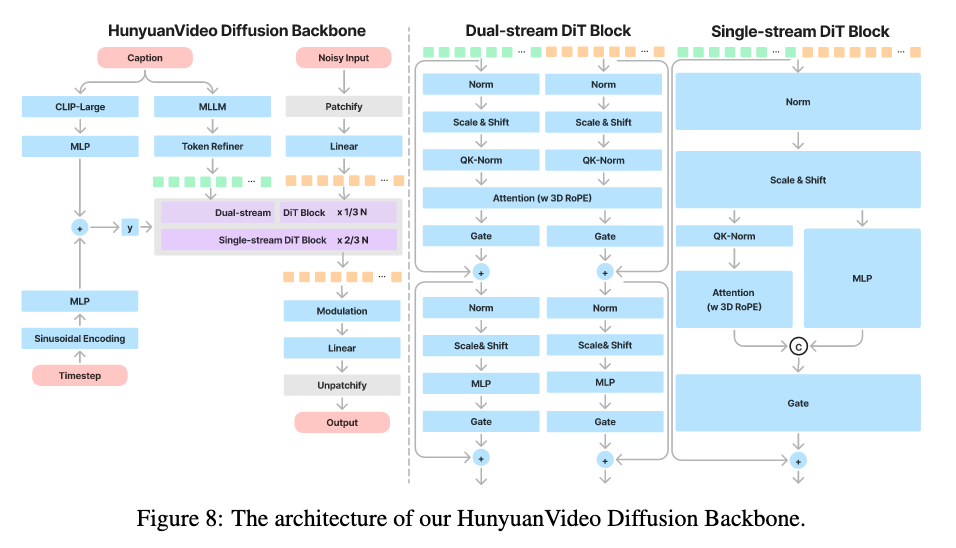 HunyuanVideo Diffusion Backbone
Caption
Noisy Input
CLIP-Large
MLLM
Patchify
MLP
Token Refiner
Linear
...
...
Dual-stream DiT Block x 1/3 N
+
y
Single-stream DiT Block x 2/3 N
...
MLP
Modulation
Sinusoidal Encoding
Linear
Timestep
Unpatchify
Output
Dual-stream DiT Block
...
...
Norm
Norm
Scale & Shift
Scale & Shift
QK-Norm
QK-Norm
Attention (w 3D RoPE)
Gate
Gate
+
+
Norm
Norm
Scale& Shift
Scale& Shift
MLP
MLP
Gate
Gate
+
+
Single-stream DiT Block
...
...
Norm
Scale & Shift
QK-Norm
Attention
(w 3D RoPE)
MLP
C
Gate
+
Figure 8: The architecture of our HunyuanVideo Diffusion Backbone.